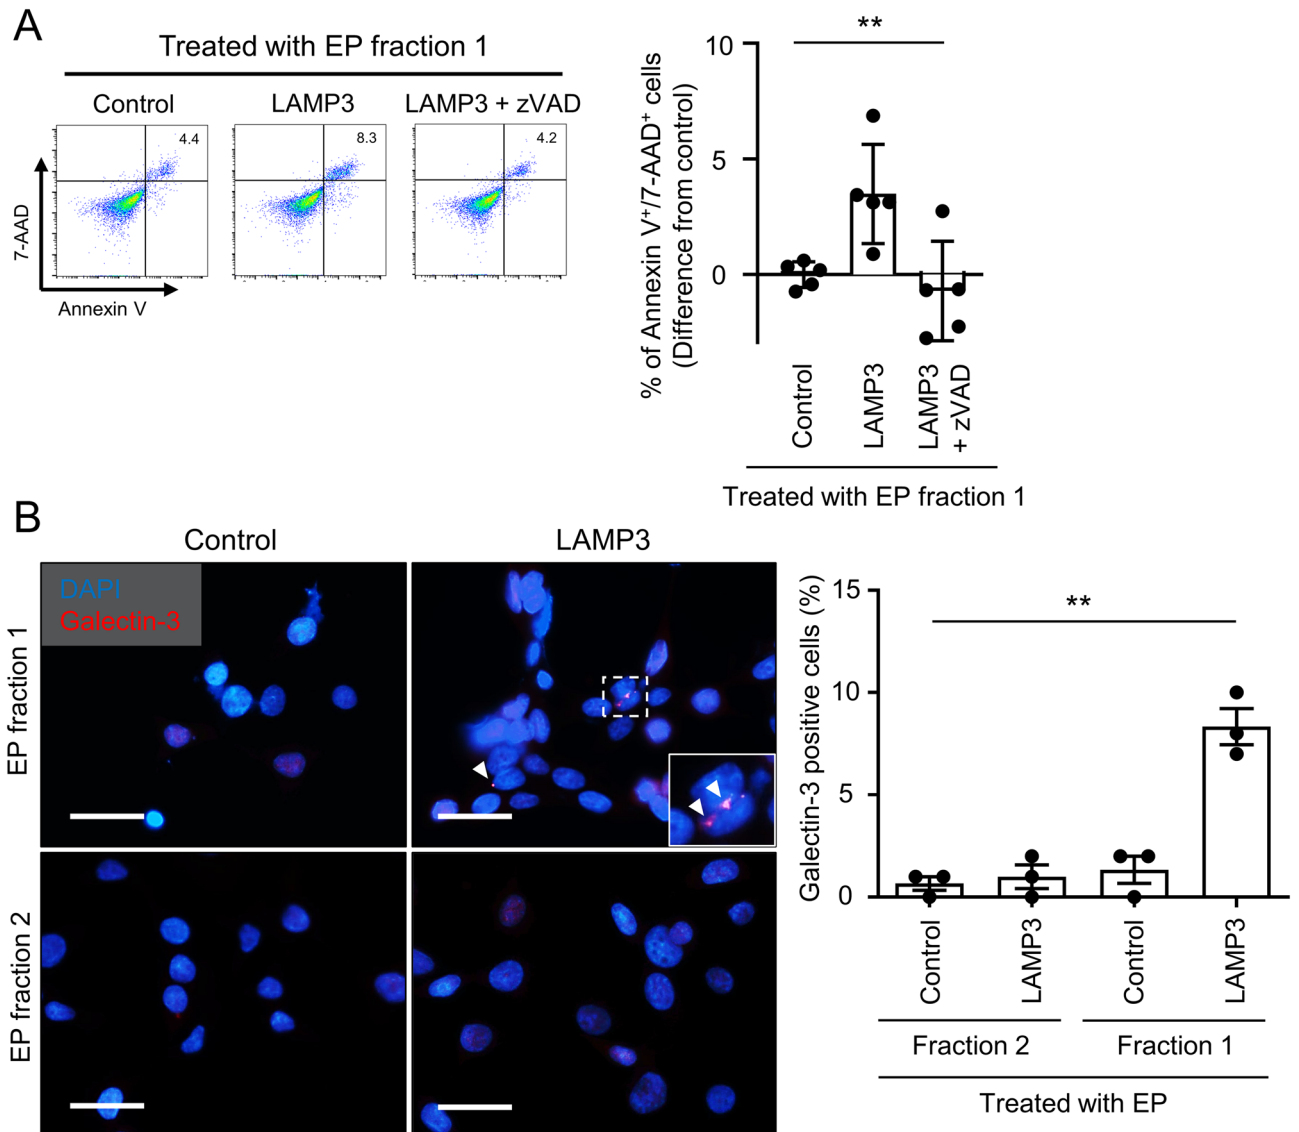 A
Treated with EP fraction 1
Control
LAMP3
LAMP3 + zVAD
4.4
8.3
4.2
7-AAD
Annexin V
% of Annexin V⁺/7-AAD⁺ cells
(Difference from control)
10
5
0
**
Control
LAMP3
LAMP3
+ zVAD
Treated with EP fraction 1
B
Control
LAMP3
DAPI
Galectin-3
EP fraction 1
EP fraction 2
Galectin-3 positive cells (%)
15
10
5
0
**
Control
LAMP3
Control
LAMP3
Fraction 2
Fraction 1
Treated with EP